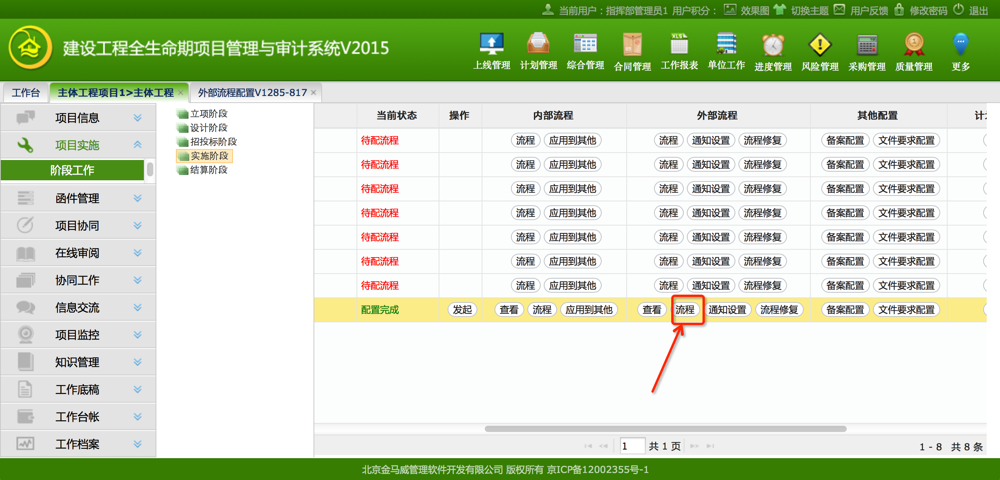 当前用户：指挥部管理员1 用户积分： 效果图 切换主题 用户反馈 修改密码 退出
建设工程全生命期项目管理与审计系统V2015
上线管理 计划管理 综合管理 合同管理 工作报表 单位工作 进度管理 风险管理 采购管理 质量管理 更多
工作台 主体工程项目1>主体工程 外部流程配置V1285-817
项目信息
项目实施
阶段工作
函件管理
项目协同
在线审阅
协同工作
信息交流
项目监控
知识管理
工作底稿
工作台帐
工作档案
立项阶段
设计阶段
招投标阶段
实施阶段
结算阶段
当前状态 操作 内部流程 外部流程 其他配置
待配流程 流程 应用到其他 流程 通知设置 流程修复 备案配置 文件要求配置
待配流程 流程 应用到其他 流程 通知设置 流程修复 备案配置 文件要求配置
待配流程 流程 应用到其他 流程 通知设置 流程修复 备案配置 文件要求配置
待配流程 流程 应用到其他 流程 通知设置 流程修复 备案配置 文件要求配置
待配流程 流程 应用到其他 流程 通知设置 流程修复 备案配置 文件要求配置
待配流程 流程 应用到其他 流程 通知设置 流程修复 备案配置 文件要求配置
待配流程 流程 应用到其他 流程 通知设置 流程修复 备案配置 文件要求配置
配置完成 发起 查看 流程 应用到其他 查看 流程 通知设置 流程修复 备案配置 文件要求配置
1 共 1 页 1 - 8 共 8 条
北京金马威管理软件开发有限公司 版权所有 京ICP备12002355号-1